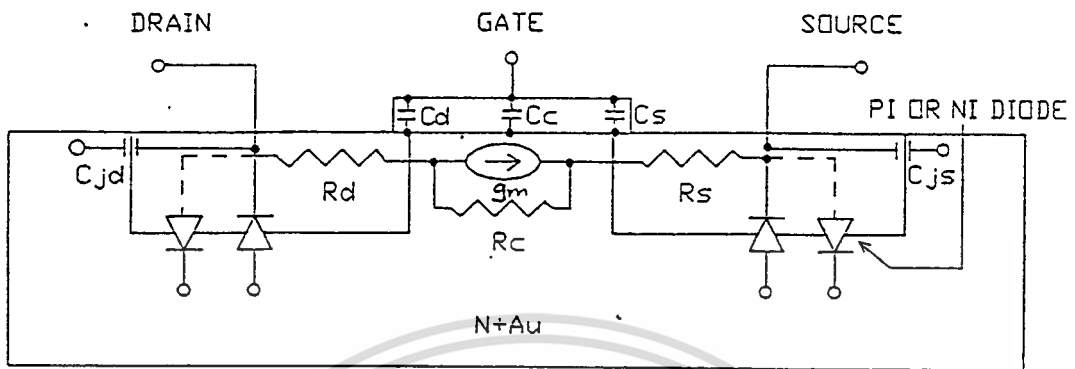 DRAIN GATE SOURCE
Cd Cc Cs
PI OR NI DIODE
Cjd Rd gm Rs Cjs
Rc
N+Au